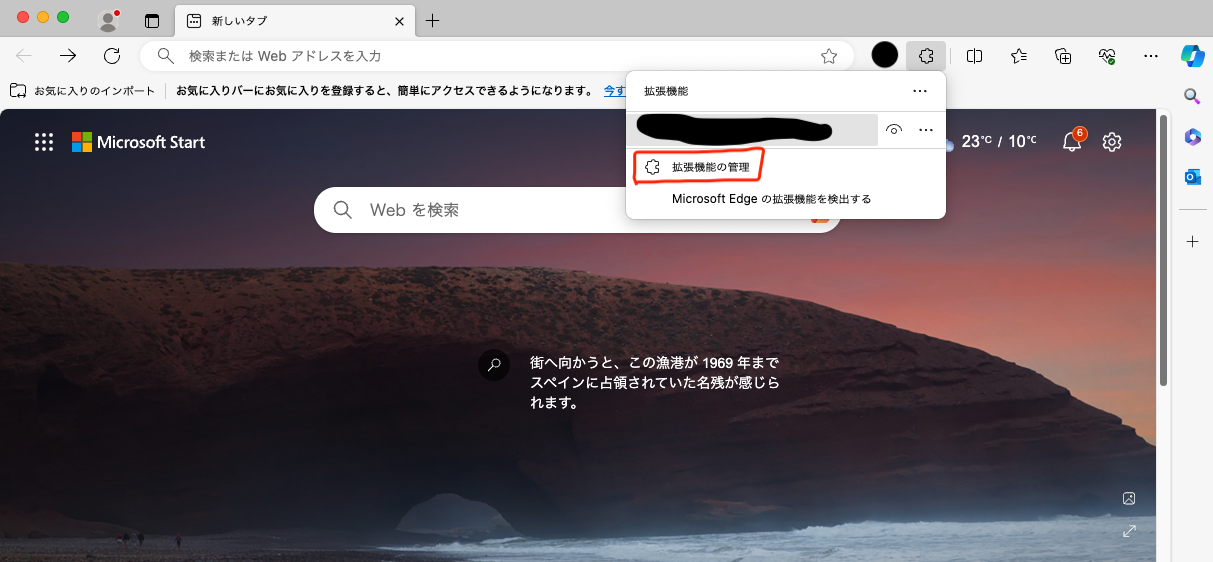 新しいタブ
検索または Web アドレスを入力
お気に入りのインポート
お気に入りバーにお気に入りを登録すると、簡単にアクセスできるようになります。 今す
拡張機能
拡張機能の管理
Microsoft Edge の拡張機能を検出する
Microsoft Start
23°C / 10°C
6
Web を検索
街へ向かうと、この漁港が 1969 年まで
スペインに占領されていた名残が感じら
れます。